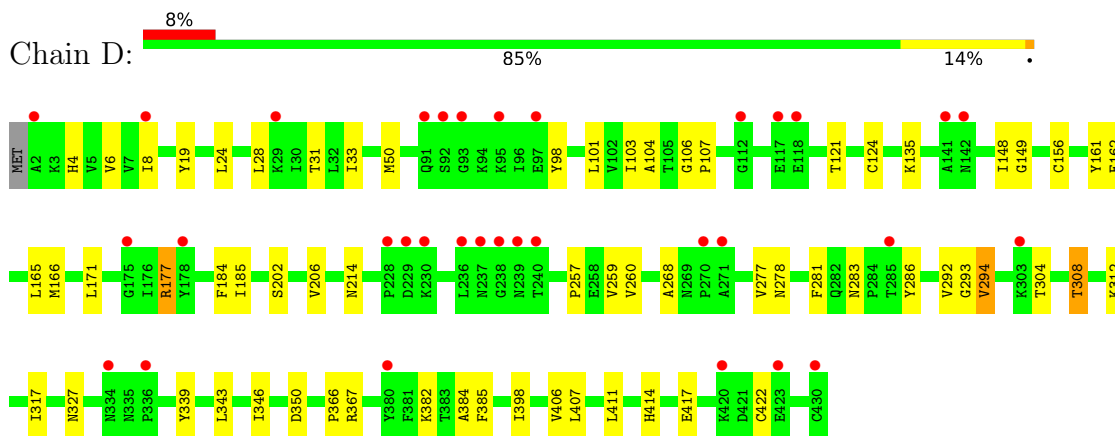 8%
Chain D:
85% 14% •
MET A2 K3 H4 V5 V6 V7 I8 Y19 L24 L28 K29 I30 T31 L32 I33 M50 Q91 S92 G93 K94 K95 I96 E97 Y98 L101 V102 I103 A104 T105 G106 P107 G112 E117 E118 T121 C124 K135 A141 N142 I148 G149 C156 Y161
L165 M166 L171 G175 I176 R177 Y178 F184 I185 S202 V206 N214 P228 D229 K230 L236 N237 G238 N239 T240 P257 E258 V259 V260 A268 N269 P270 A271 V277 N278 F281 Q282 N283 P284 T285 Y286 V292 G293 V294 K303 T304 T308 K312
I317 N327 N334 N335 P336 Y339 L343 I346 D350 P366 R367 Y380 F381 K382 T383 A384 F385 I398 V406 L407 L411 H414 E417 K420 D421 C422 E423 C430